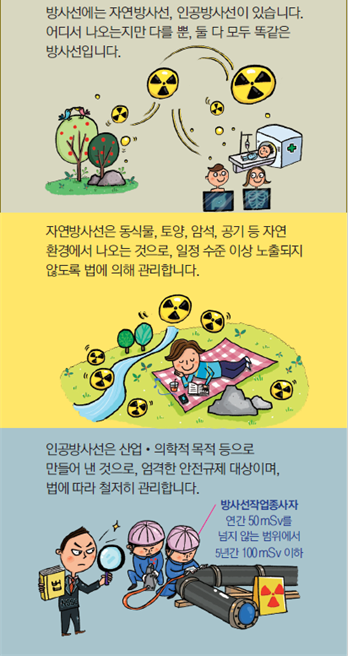 방사선에는 자연방사선, 인공방사선이 있습니다.
어디서 나오는지만 다를 뿐, 둘 다 모두 똑같은
방사선입니다.
자연방사선은 동식물, 토양, 암석, 공기 등 자연
환경에서 나오는 것으로, 일정 수준 이상 노출되지
않도록 법에 의해 관리합니다.
인공방사선은 산업·의학적 목적 등으로
만들어 낸 것으로, 엄격한 안전규제 대상이며,
법에 따라 철저히 관리합니다.
방사선작업종사자
연간 50 mSv를
넘지 않는 범위에서
5년간 100 mSv 이하